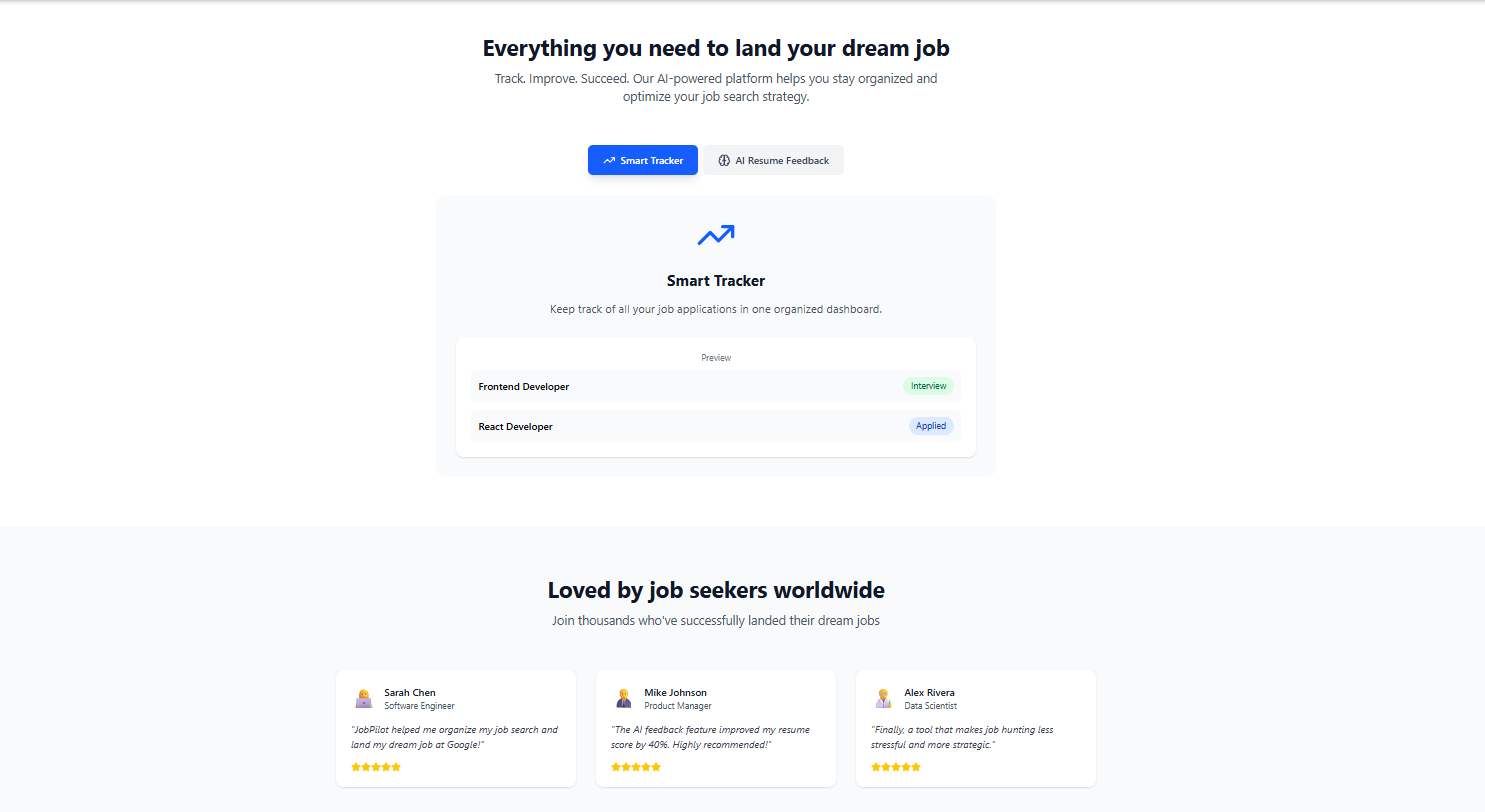 Everything you need to land your dream job
Track. Improve. Succeed. Our AI-powered platform helps you stay organized and
optimize your job search strategy.
Smart Tracker
AI Resume Feedback
Smart Tracker
Keep track of all your job applications in one organized dashboard.
Preview
Frontend Developer
Interview
React Developer
Applied
Loved by job seekers worldwide
Join thousands who've successfully landed their dream jobs
Sarah Chen
Software Engineer
"JobPilot helped me organize my job search and
land my dream job at Google!"
Mike Johnson
Product Manager
"The AI feedback feature improved my resume
score by 40%. Highly recommended!"
Alex Rivera
Data Scientist
"Finally, a tool that makes job hunting less
stressful and more strategic."